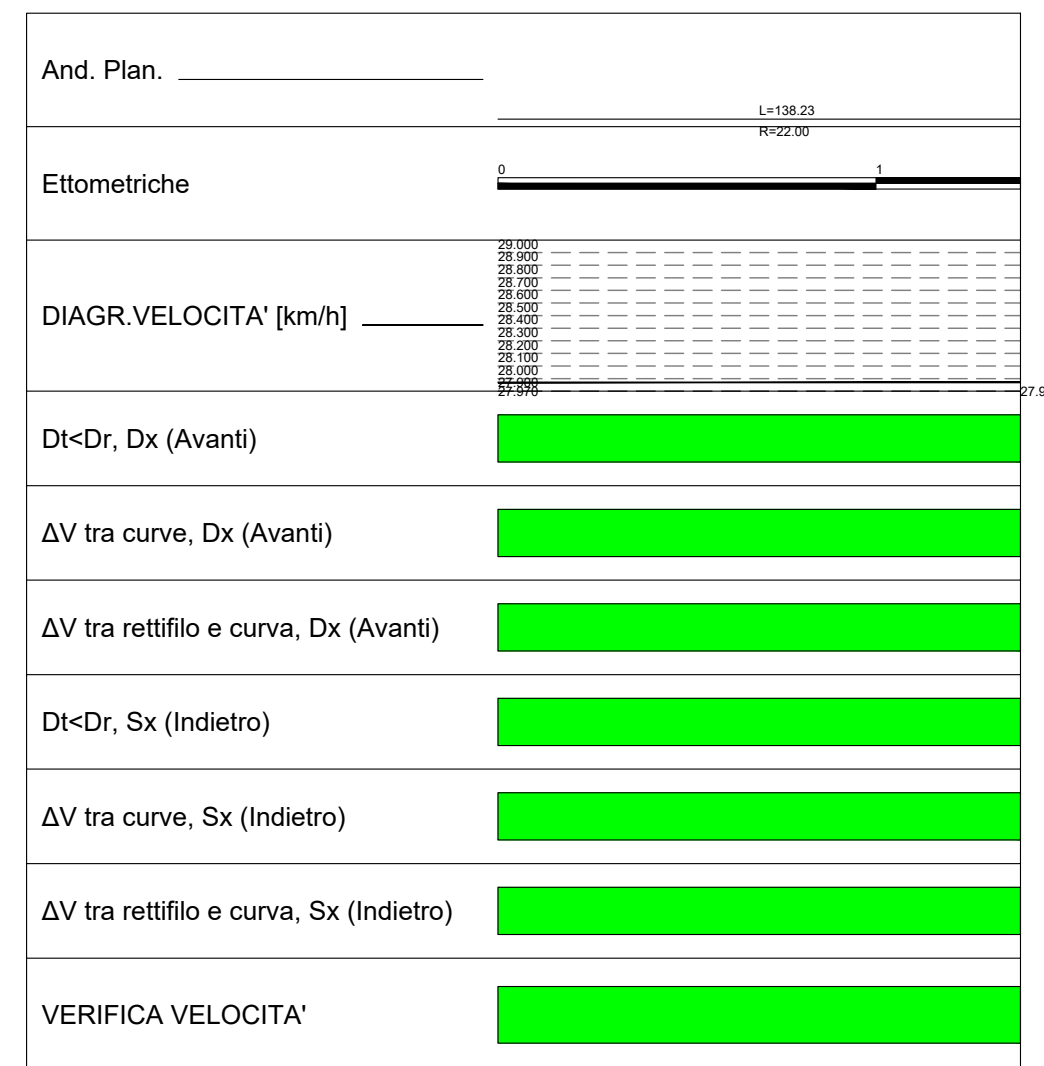 And. Plan.
L=138.23
R=22.00
Ettometriche
0 1
29.000
28.900
28.800
28.700
28.600
28.500
28.400
28.300
28.200
28.100
28.000
27.970
DIAGR.VELOCITA' [km/h]
Dt<Dr, Dx (Avanti)
ΔV tra curve, Dx (Avanti)
ΔV tra rettifilo e curva, Dx (Avanti)
Dt<Dr, Sx (Indietro)
ΔV tra curve, Sx (Indietro)
ΔV tra rettifilo e curva, Sx (Indietro)
VERIFICA VELOCITA'